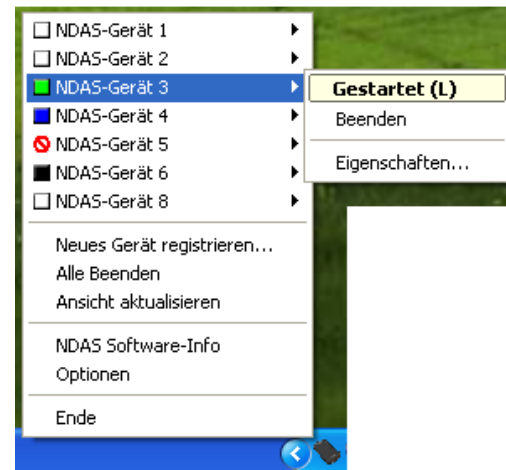 NDAS-Gerät 1
NDAS-Gerät 2
NDAS-Gerät 3
NDAS-Gerät 4
NDAS-Gerät 5
NDAS-Gerät 6
NDAS-Gerät 8
Neues Gerät registrieren...
Alle Beenden
Ansicht aktualisieren
NDAS Software-Info
Optionen
Ende
Gestartet (L)
Beenden
Eigenschaften...